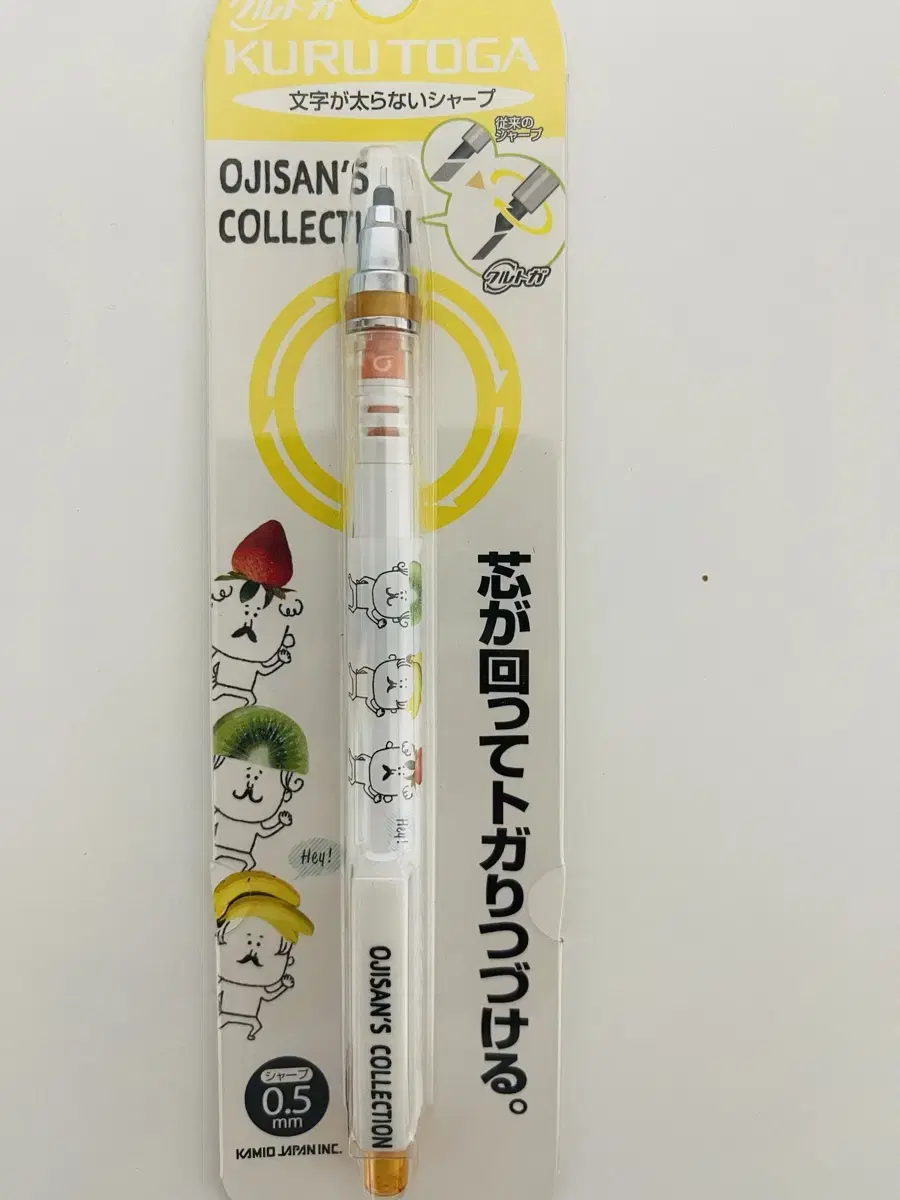 クルトガ
KURU TOGA
文字が太らないシャープ
従来の
シャープ
クルトガ
OJISAN'S
COLLECTION
芯が回ってトガりつづける。
Hey!
Hey!
OJISAN'S COLLECTION
シャープ
0.5
mm
KAMIO JAPAN INC.